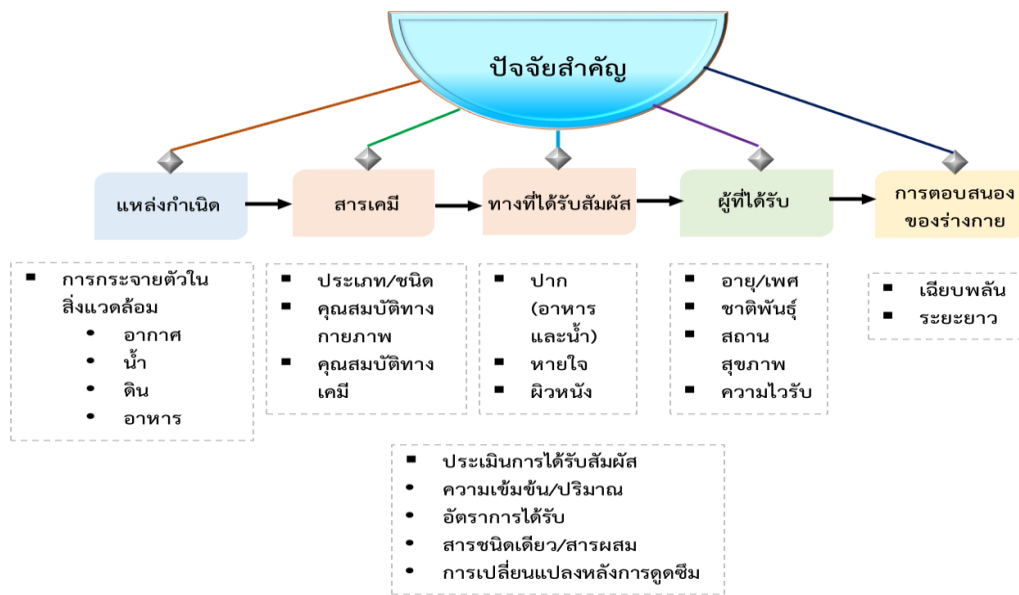 ปัจจัยสำคัญ
แหล่งกำเนิด
สารเคมี
ทางที่ได้รับสัมผัส
ผู้ที่ได้รับ
การตอบสนอง
ของร่างกาย
▪ การกระจายตัวใน
สิ่งแวดล้อม
• อากาศ
• น้ำ
• ดิน
• อาหาร
▪ ประเภท/ชนิด
▪ คุณสมบัติทาง
กายภาพ
▪ คุณสมบัติทาง
เคมี
▪ ปาก
(อาหาร
และน้ำ)
▪ หายใจ
▪ ผิวหนัง
▪ อายุ/เพศ
▪ ชาติพันธุ์
▪ สถาน
สุขภาพ
▪ ความไวรับ
▪ เฉียบพลัน
▪ ระยะยาว
▪ ประเมินการได้รับสัมผัส
• ความเข้มข้น/ปริมาณ
• อัตราการได้รับ
• สารชนิดเดียว/สารผสม
• การเปลี่ยนแปลงหลังการดูดซึม